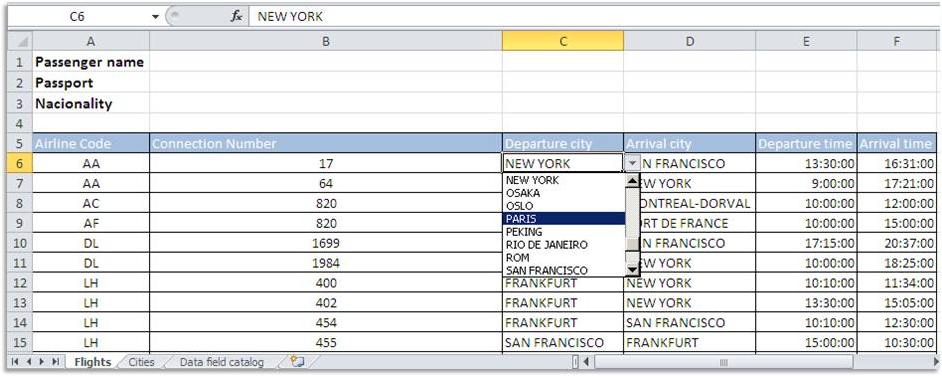 C6 fx NEW YORK
A B C D E F
1 Passenger name
2 Passport
3 Nacionality
4
5 Airline Code Connection Number Departure city Arrival city Departure time Arrival time
6 AA 17 NEW YORK N FRANCISCO 13:30:00 16:31:00
7 AA 64 NEW YORK EW YORK 9:00:00 17:21:00
OSAKA
8 AC 820 OSLO ONTREAL-DORVAL 10:00:00 12:00:00
9 AF 820 PARIS ORT DE FRANCE 10:00:00 15:00:00
PEKING
10 DL 1699 RIO DE JANEIRO N FRANCISCO 17:15:00 20:37:00
11 DL 1984 ROM EW YORK 10:00:00 18:25:00
SAN FRANCISCO
12 LH 400 FRANKFURT NEW YORK 10:10:00 11:34:00
13 LH 402 FRANKFURT NEW YORK 13:30:00 15:05:00
14 LH 454 FRANKFURT SAN FRANCISCO 10:10:00 12:30:00
15 LH 455 SAN FRANCISCO FRANKFURT 15:00:00 10:30:00
Flights Cities Data field catalog